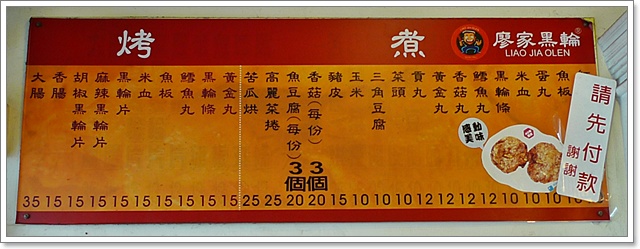 烤
煮
廖家黑輪®
LIAO JIA OLEN
大腸
香腸
胡椒黑輪片
麻辣黑輪片
黑輪片
米血
魚板
鱈魚丸
黑輪條
黃金丸
苦瓜烘
高麗菜捲
魚豆腐(每份)3個
香菇(每份)3個
豬皮
玉米
三角豆腐
菜頭
貢丸
黃金丸
香菇丸
鱈魚丸
黑輪條
米血
蛋丸
魚板
35 15 15 15 15 15 15 15 15 15 25 25 20 20 15 10 10 10 12 12 12 12 10 10 10 10
感動美味
請先付款
謝謝